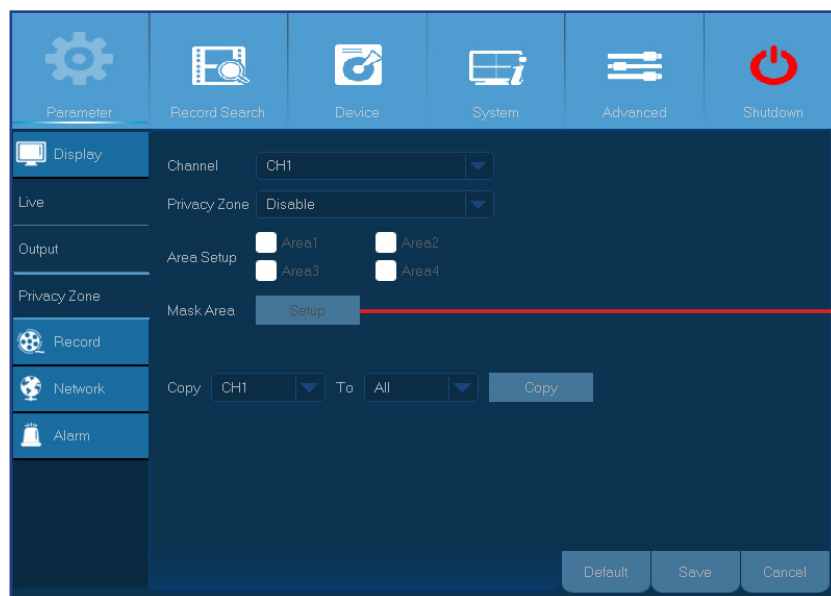 Parameter
Record Search
Device
System
Advanced
Shutdown
Display
Live
Output
Privacy Zone
Record
Network
Alarm
Channel CH1
Privacy Zone Disable
Area Setup Area1 Area2
Area3 Area4
Mask Area Setup
Copy CH1 To All Copy
Default Save Cancel